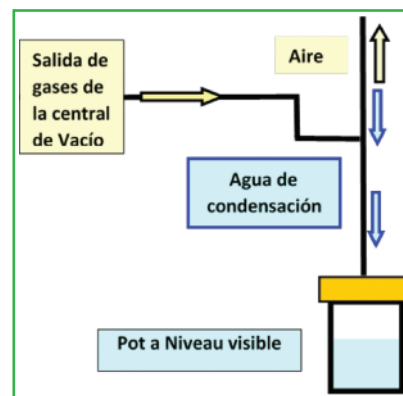 Salida de
gases de
la central
de Vacío
Aire
Agua de
condensación
Pot a Niveau visible